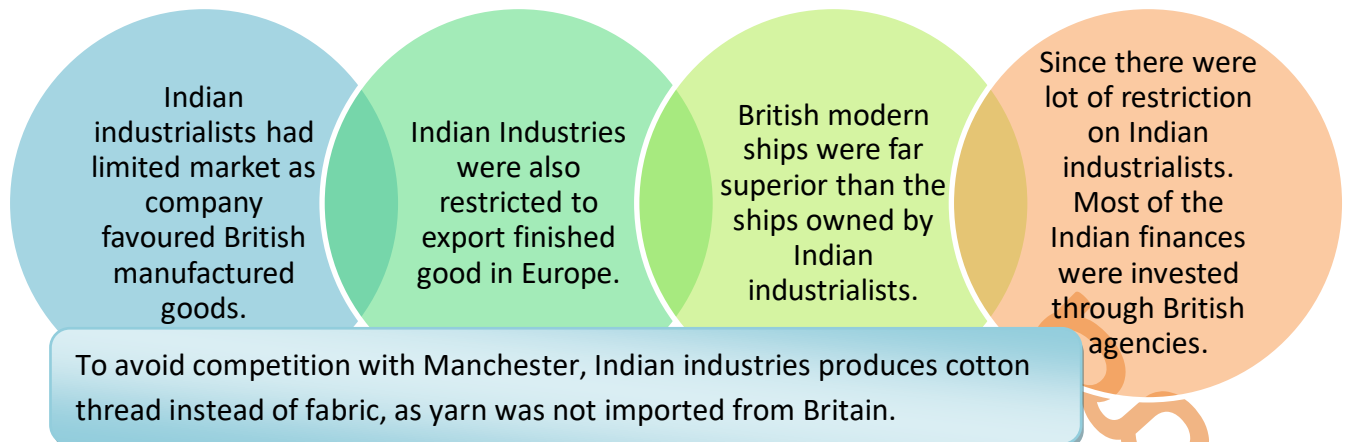 Indian
industrialists had
limited market as
company
favoured British
manufactured
goods.
Indian Industries
were also
restricted to
export finished
good in Europe.
British modern
ships were far
superior than the
ships owned by
Indian
industrialists.
Since there were
lot of restriction
on Indian
industrialists.
Most of the
Indian finances
were invested
through British
agencies.
To avoid competition with Manchester, Indian industries produces cotton
thread instead of fabric, as yarn was not imported from Britain.